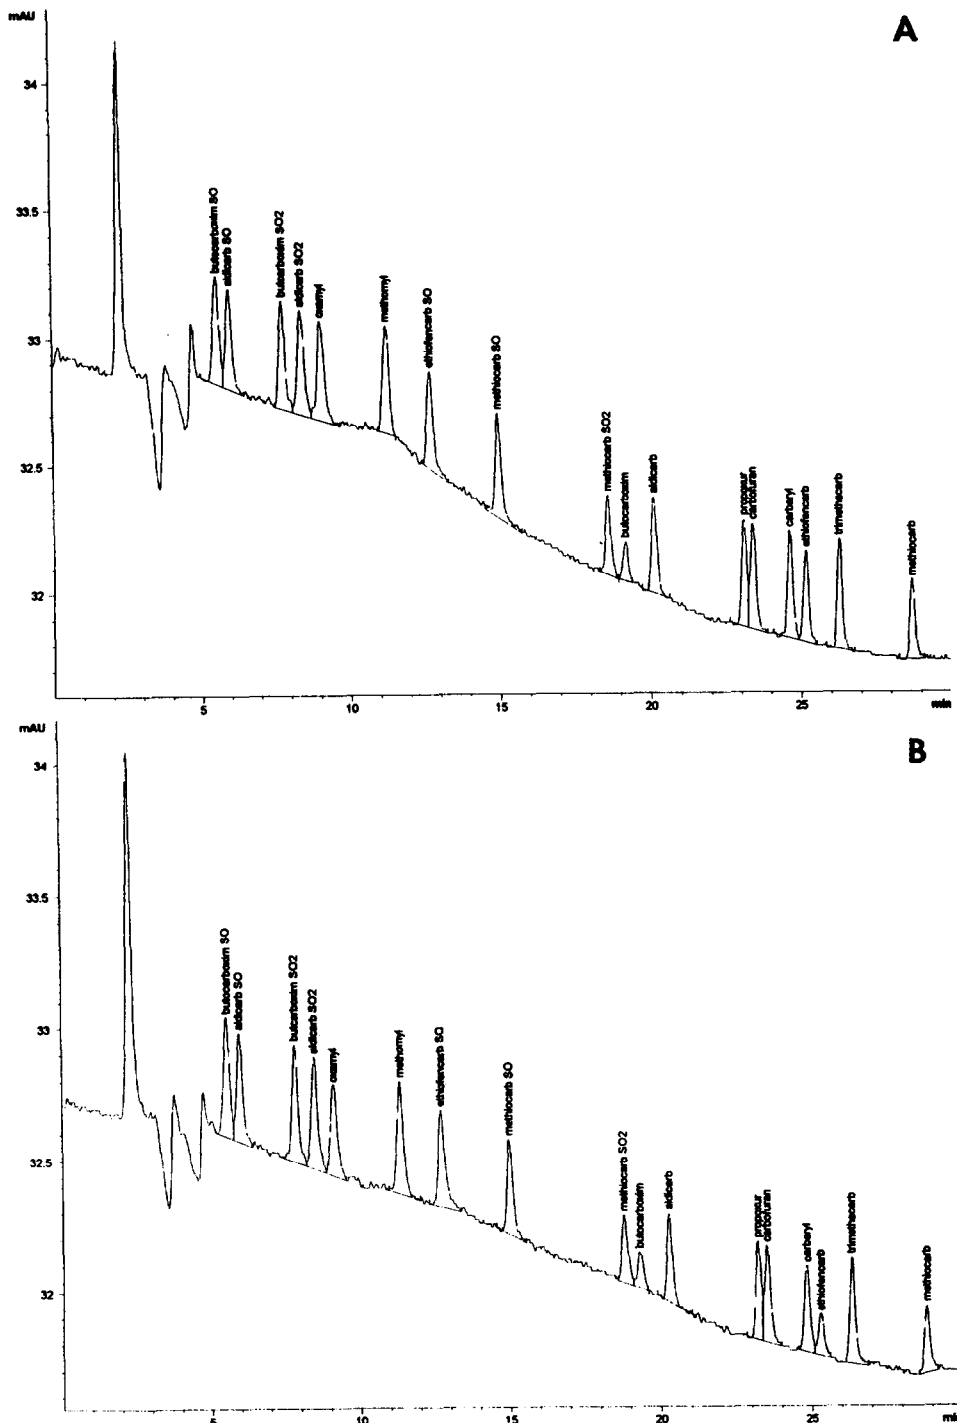 mAU
A
34
33.5
33
32.5
32
butocarboxim SO
aldicarb SO
butcarboxim SO2
aldicarb SO2
oxamyl
methomyl
ethiofencarb SO
methiocarb SO
methiocarb SO2
butocarboxim
aldicarb
propoxur
carbofuran
carbaryl
ethiofencarb
trimethacarb
methiocarb
5
10
15
20
25
min
mAU
B
34
33.5
33
32.5
32
butocarboxim SO
aldicarb SO
butcarboxim SO2
aldicarb SO2
oxamyl
methomyl
ethiofencarb SO
methiocarb SO
methiocarb SO2
butocarboxim
aldicarb
propoxur
carbofuran
carbaryl
ethiofencarb
trimethacarb
methiocarb
5
10
15
20
25
min